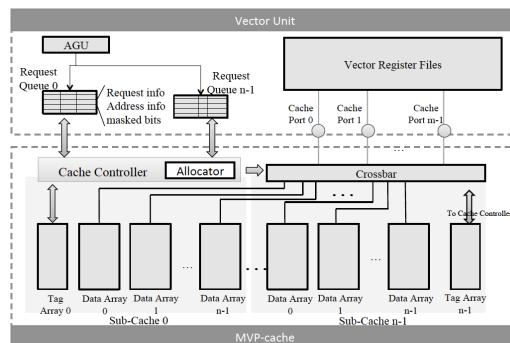 Vector Unit
AGU
Request
Queue 0
Request
Queue n-1
Request info
Address info
masked bits
Vector Register Files
Cache
Port 0
Cache
Port 1
Cache
Port m-1
...
Cache Controller
Allocator
Crossbar
...
To Cache Controller
Tag
Array 0
Data Array
0
Data Array
1
...
Data Array
n-1
...
Data Array
0
Data Array
1
...
Data Array
n-1
Tag Array
n-1
Sub-Cache 0
Sub-Cache n-1
MVP-cache